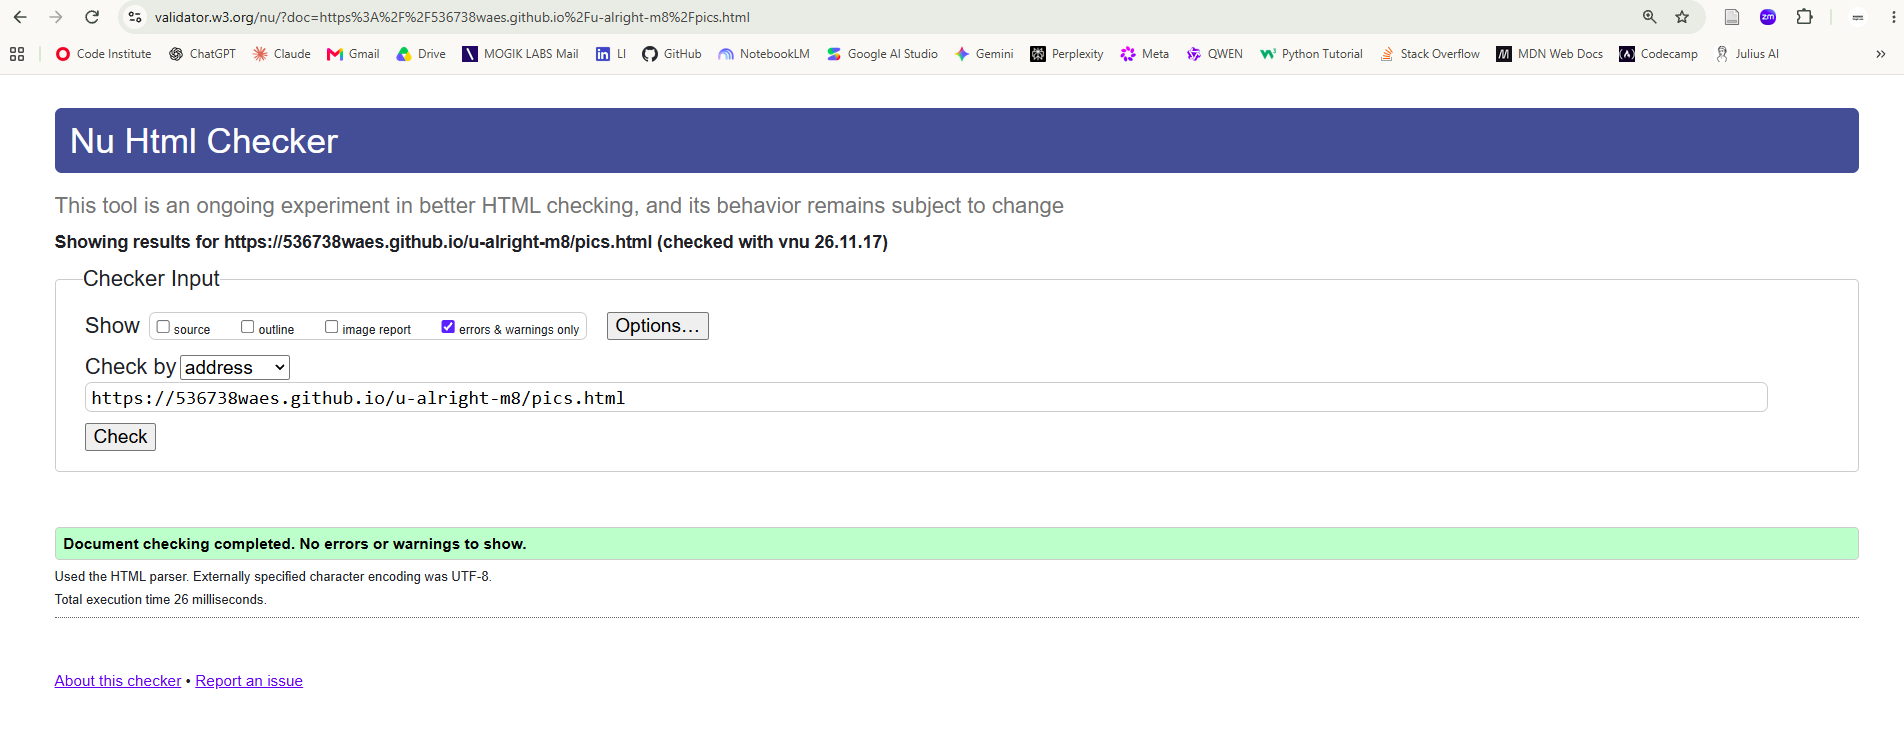 validator.w3.org/nu/?doc=https%3A%2F%2F536738waes.github.io%2Fu-alright-m8%2Fpics.html
zm
Code Institute ChatGPT Claude Gmail Drive MOGIK LABS Mail LI GitHub NotebookLM Google AI Studio Gemini Perplexity Meta QWEN Python Tutorial Stack Overflow MDN Web Docs Codecamp Julius AI »
Nu Html Checker
This tool is an ongoing experiment in better HTML checking, and its behavior remains subject to change
Showing results for https://536738waes.github.io/u-alright-m8/pics.html (checked with vnu 26.11.17)
Checker Input
Show source outline image report errors & warnings only Options...
Check by address
https://536738waes.github.io/u-alright-m8/pics.html
Check
Document checking completed. No errors or warnings to show.
Used the HTML parser. Externally specified character encoding was UTF-8.
Total execution time 26 milliseconds.
About this checker • Report an issue